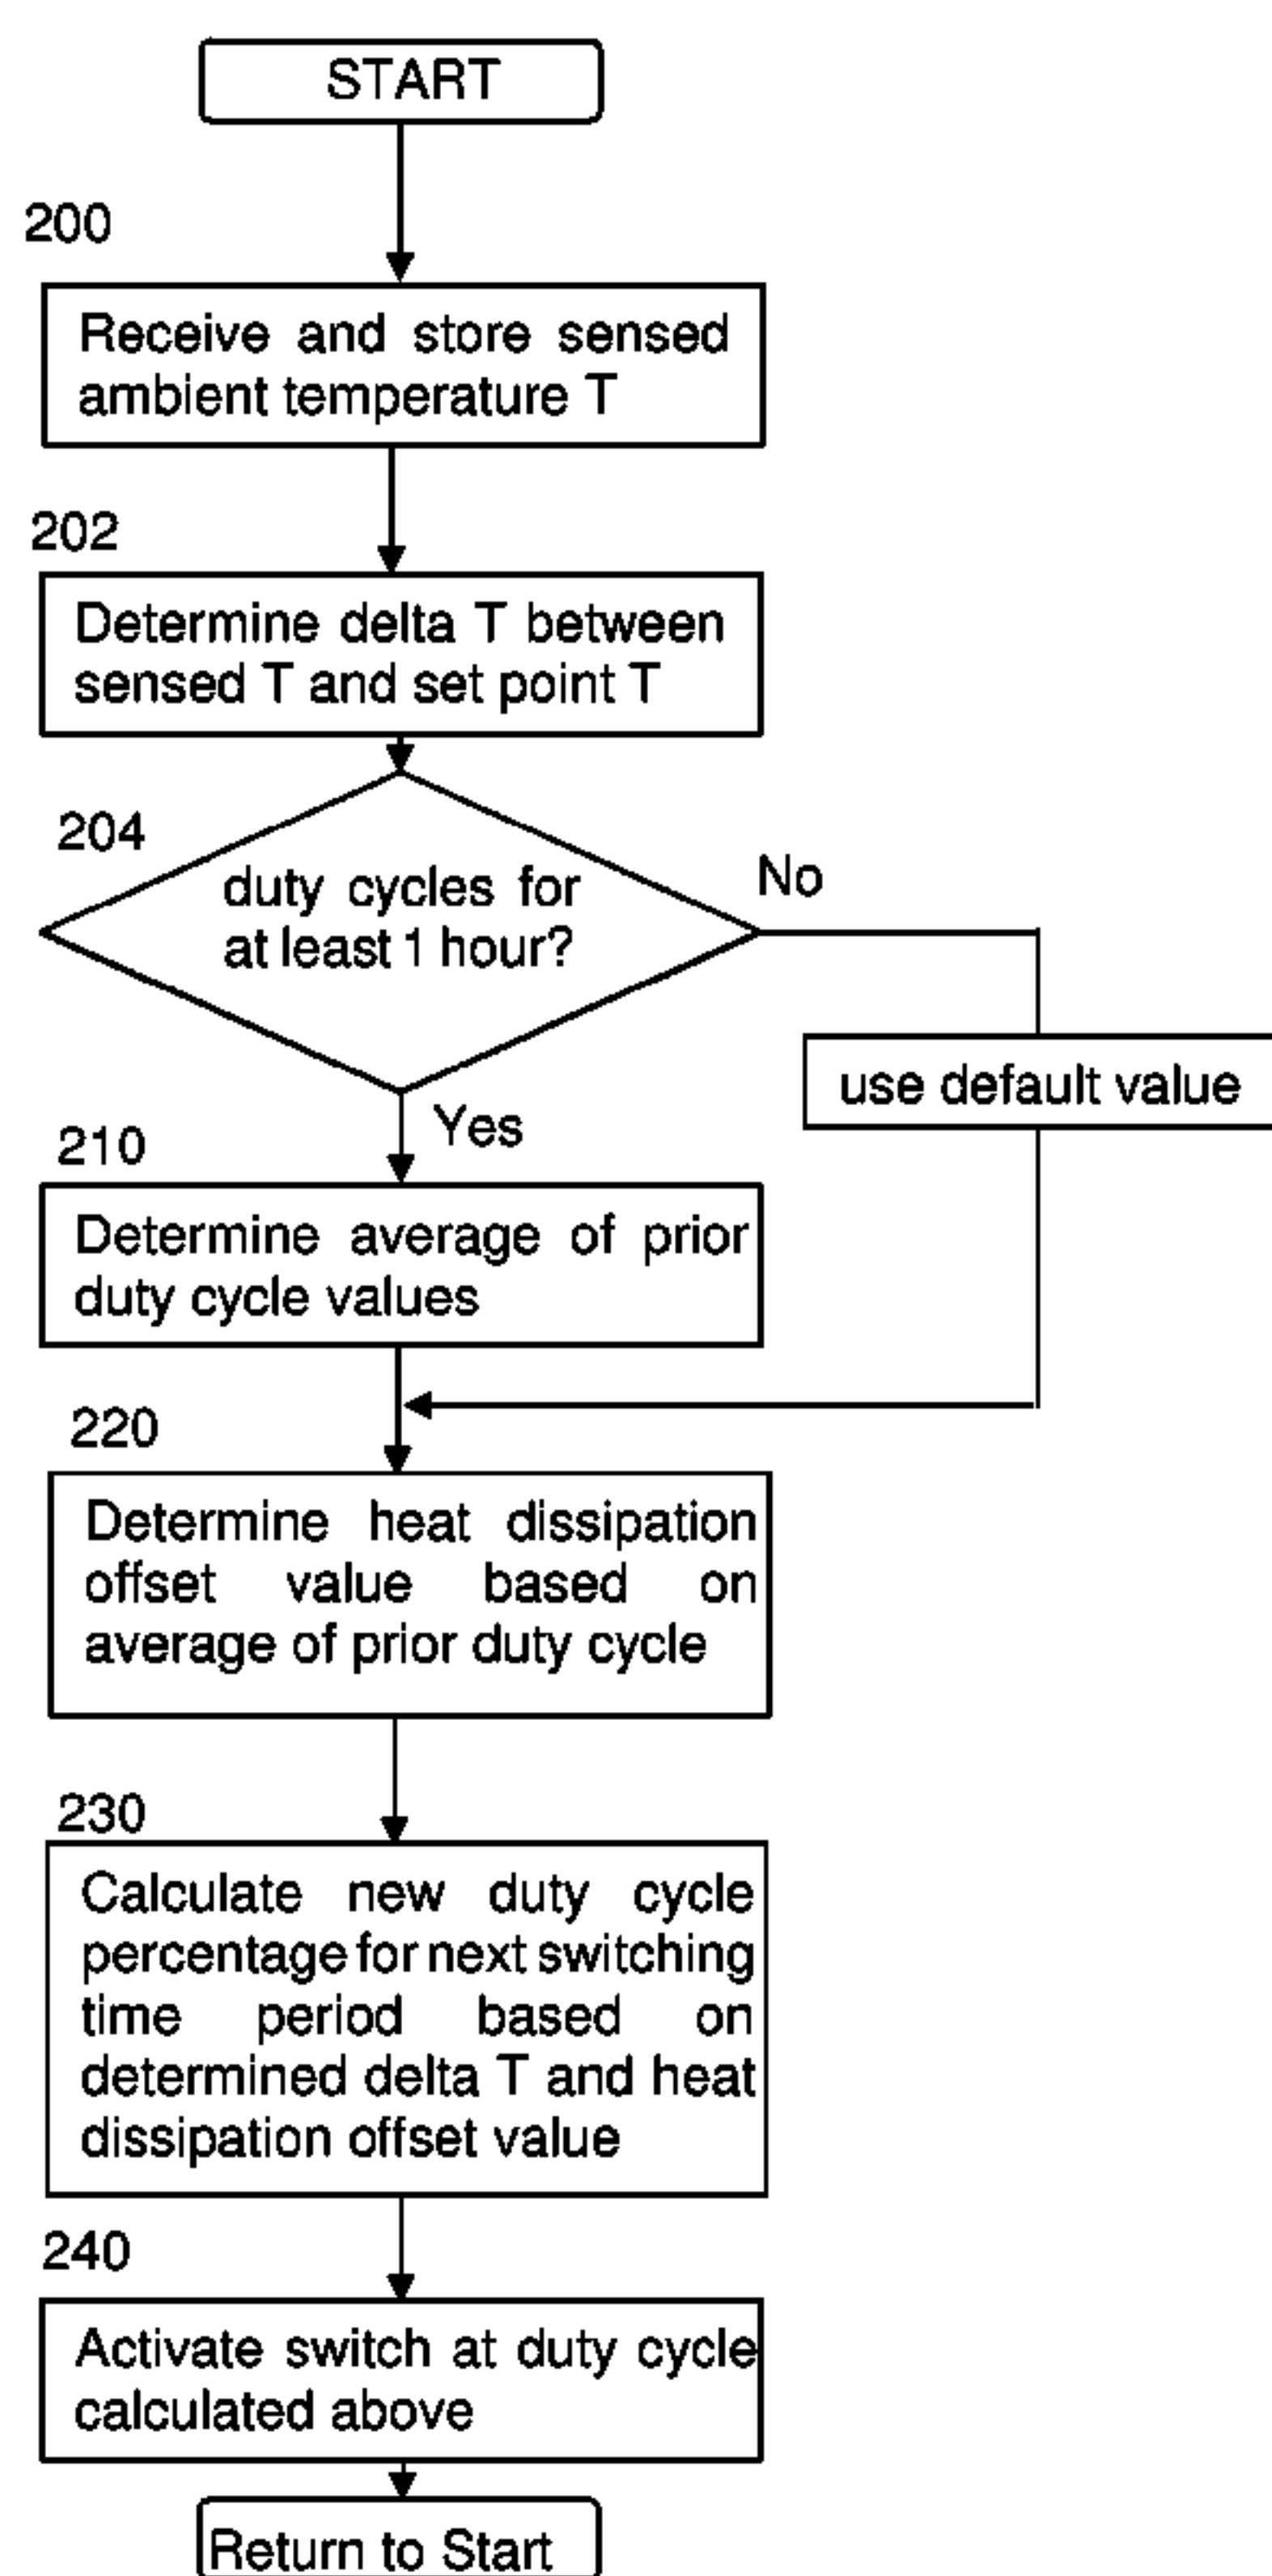 START
200
Receive and store sensed
ambient temperature T
202
Determine delta T between
sensed T and set point T
204
duty cycles for
at least 1 hour?
No
use default value
Yes
210
Determine average of prior
duty cycle values
220
Determine heat dissipation
offset value based on
average of prior duty cycle
230
Calculate new duty cycle
percentage for next switching
time period based on
determined delta T and heat
dissipation offset value
240
Activate switch at duty cycle
calculated above
Return to Start